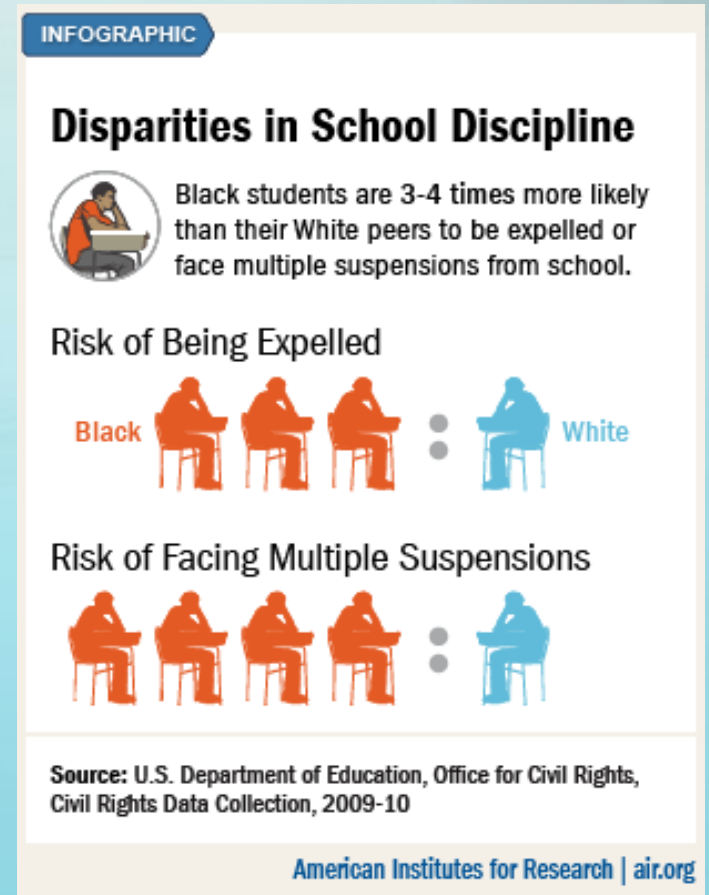 INFOGRAPHIC
Disparities in School Discipline
Black students are 3-4 times more likely
than their White peers to be expelled or
face multiple suspensions from school.
Risk of Being Expelled
Black : White
Risk of Facing Multiple Suspensions
:
Source: U.S. Department of Education, Office for Civil Rights,
Civil Rights Data Collection, 2009-10
American Institutes for Research | air.org